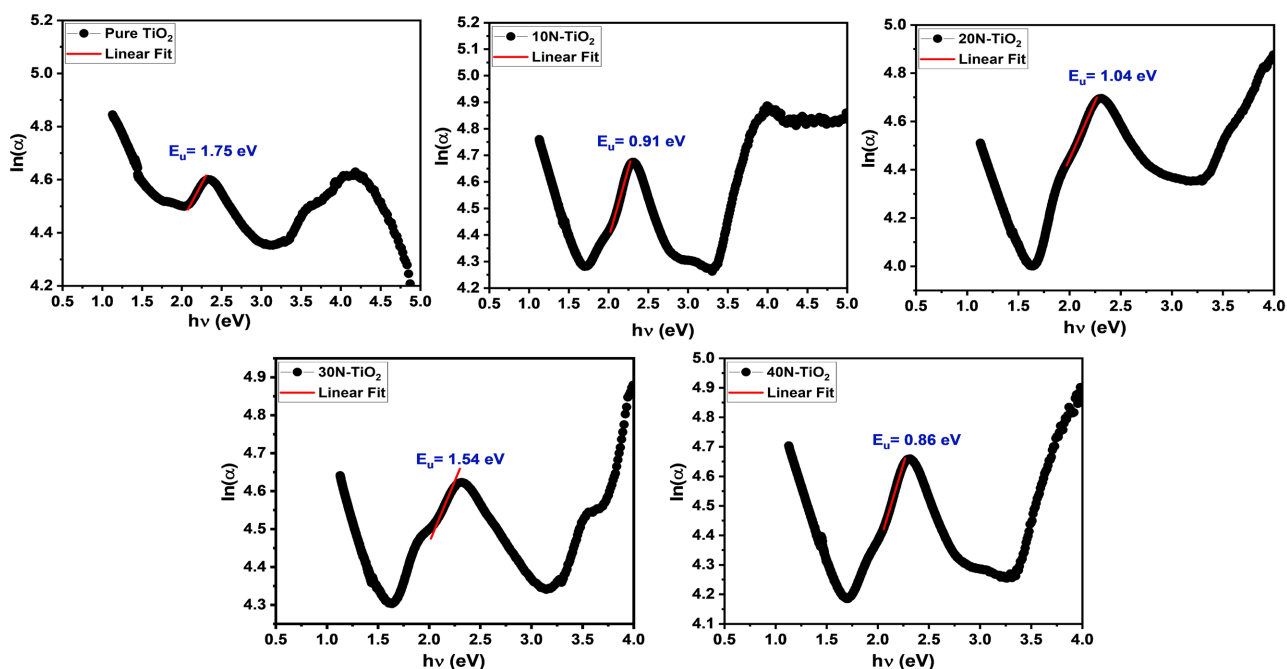 Pure TiO₂
Linear Fit
Eᵤ= 1.75 eV
ln(α)
5.2
5.0
4.8
4.6
4.4
4.2
0.5 1.0 1.5 2.0 2.5 3.0 3.5 4.0 4.5 5.0
hν (eV)
10N-TiO₂
Linear Fit
Eᵤ= 0.91 eV
ln(α)
5.2
5.1
5.0
4.9
4.8
4.7
4.6
4.5
4.4
4.3
4.2
0.5 1.0 1.5 2.0 2.5 3.0 3.5 4.0 4.5 5.0
hν (eV)
20N-TiO₂
Linear Fit
Eᵤ= 1.04 eV
ln(α)
5.0
4.8
4.6
4.4
4.2
4.0
0.5 1.0 1.5 2.0 2.5 3.0 3.5 4.0
hν (eV)
30N-TiO₂
Linear Fit
Eᵤ= 1.54 eV
ln(α)
4.9
4.8
4.7
4.6
4.5
4.4
4.3
0.5 1.0 1.5 2.0 2.5 3.0 3.5 4.0
hν (eV)
40N-TiO₂
Linear Fit
Eᵤ= 0.86 eV
ln(α)
5.0
4.9
4.8
4.7
4.6
4.5
4.4
4.3
4.2
4.1
0.5 1.0 1.5 2.0 2.5 3.0 3.5 4.0
hν (eV)